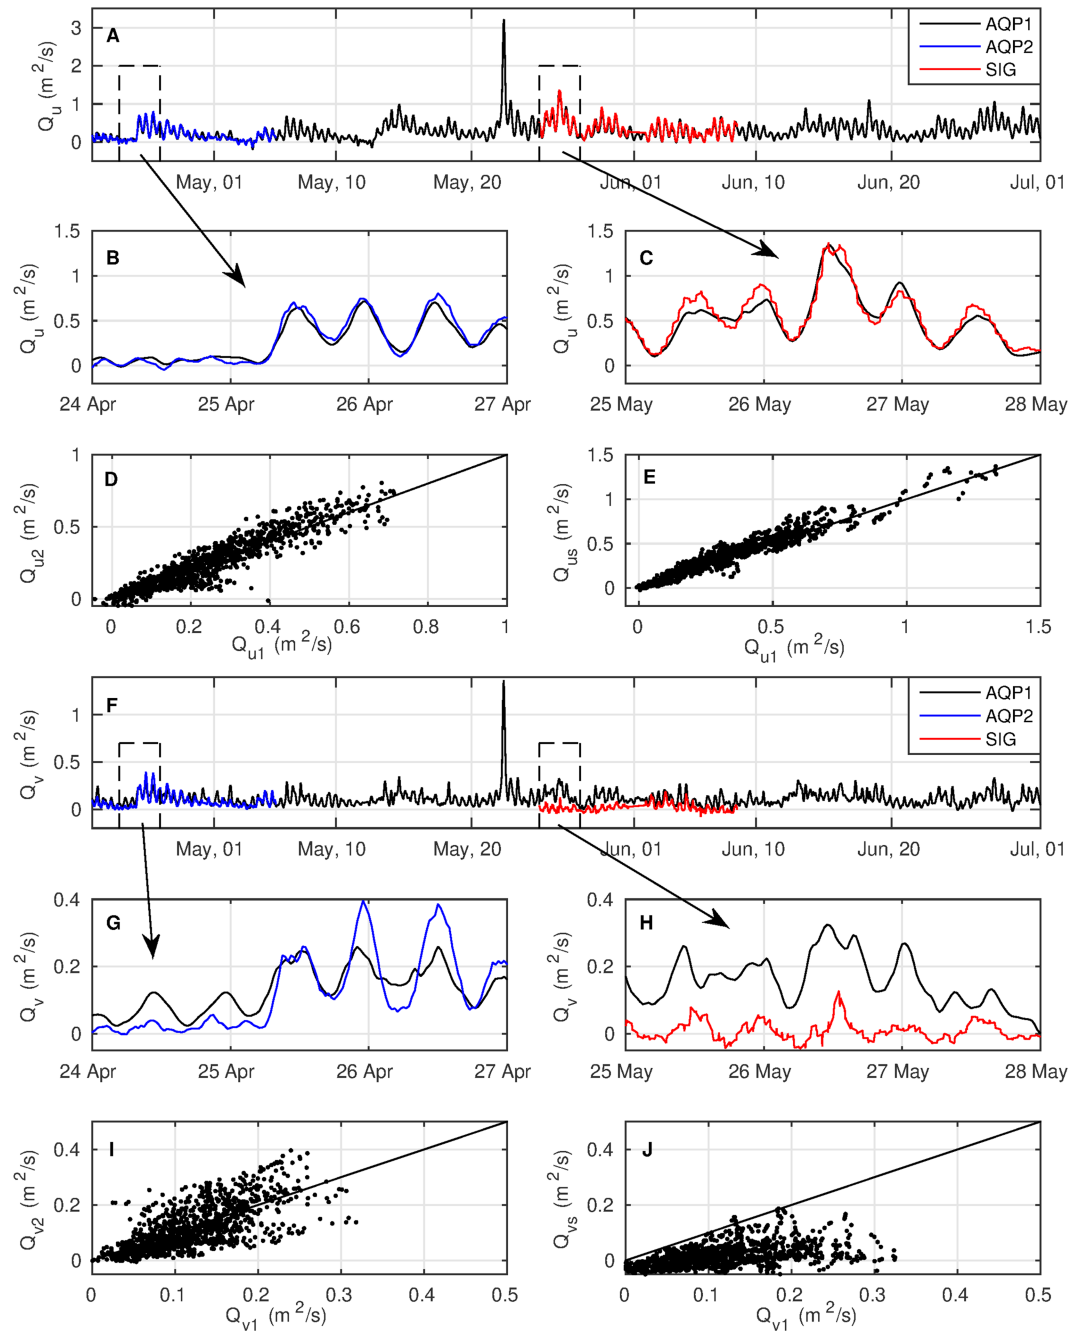 A
AQP1
AQP2
SIG
Q_u (m^2/s)
3
2
1
0
May, 01
May, 10
May, 20
Jun, 01
Jun, 10
Jun, 20
Jul, 01
B
Q_u (m^2/s)
1.5
1
0.5
0
24 Apr
25 Apr
26 Apr
27 Apr
C
Q_u (m^2/s)
1.5
1
0.5
0
25 May
26 May
27 May
28 May
D
Q_u2 (m^2/s)
1
0.5
0
0 0.2 0.4 0.6 0.8 1
Q_u1 (m^2/s)
E
Q_us (m^2/s)
1.5
1
0.5
0
0 0.5 1 1.5
Q_u1 (m^2/s)
F
AQP1
AQP2
SIG
Q_v (m^2/s)
1
0.5
0
May, 01
May, 10
May, 20
Jun, 01
Jun, 10
Jun, 20
Jul, 01
G
Q_v (m^2/s)
0.4
0.2
0
24 Apr
25 Apr
26 Apr
27 Apr
H
Q_v (m^2/s)
0.4
0.2
0
25 May
26 May
27 May
28 May
I
Q_v2 (m^2/s)
0.4
0.2
0
0 0.1 0.2 0.3 0.4 0.5
Q_v1 (m^2/s)
J
Q_vs (m^2/s)
0.4
0.2
0
0 0.1 0.2 0.3 0.4 0.5
Q_v1 (m^2/s)